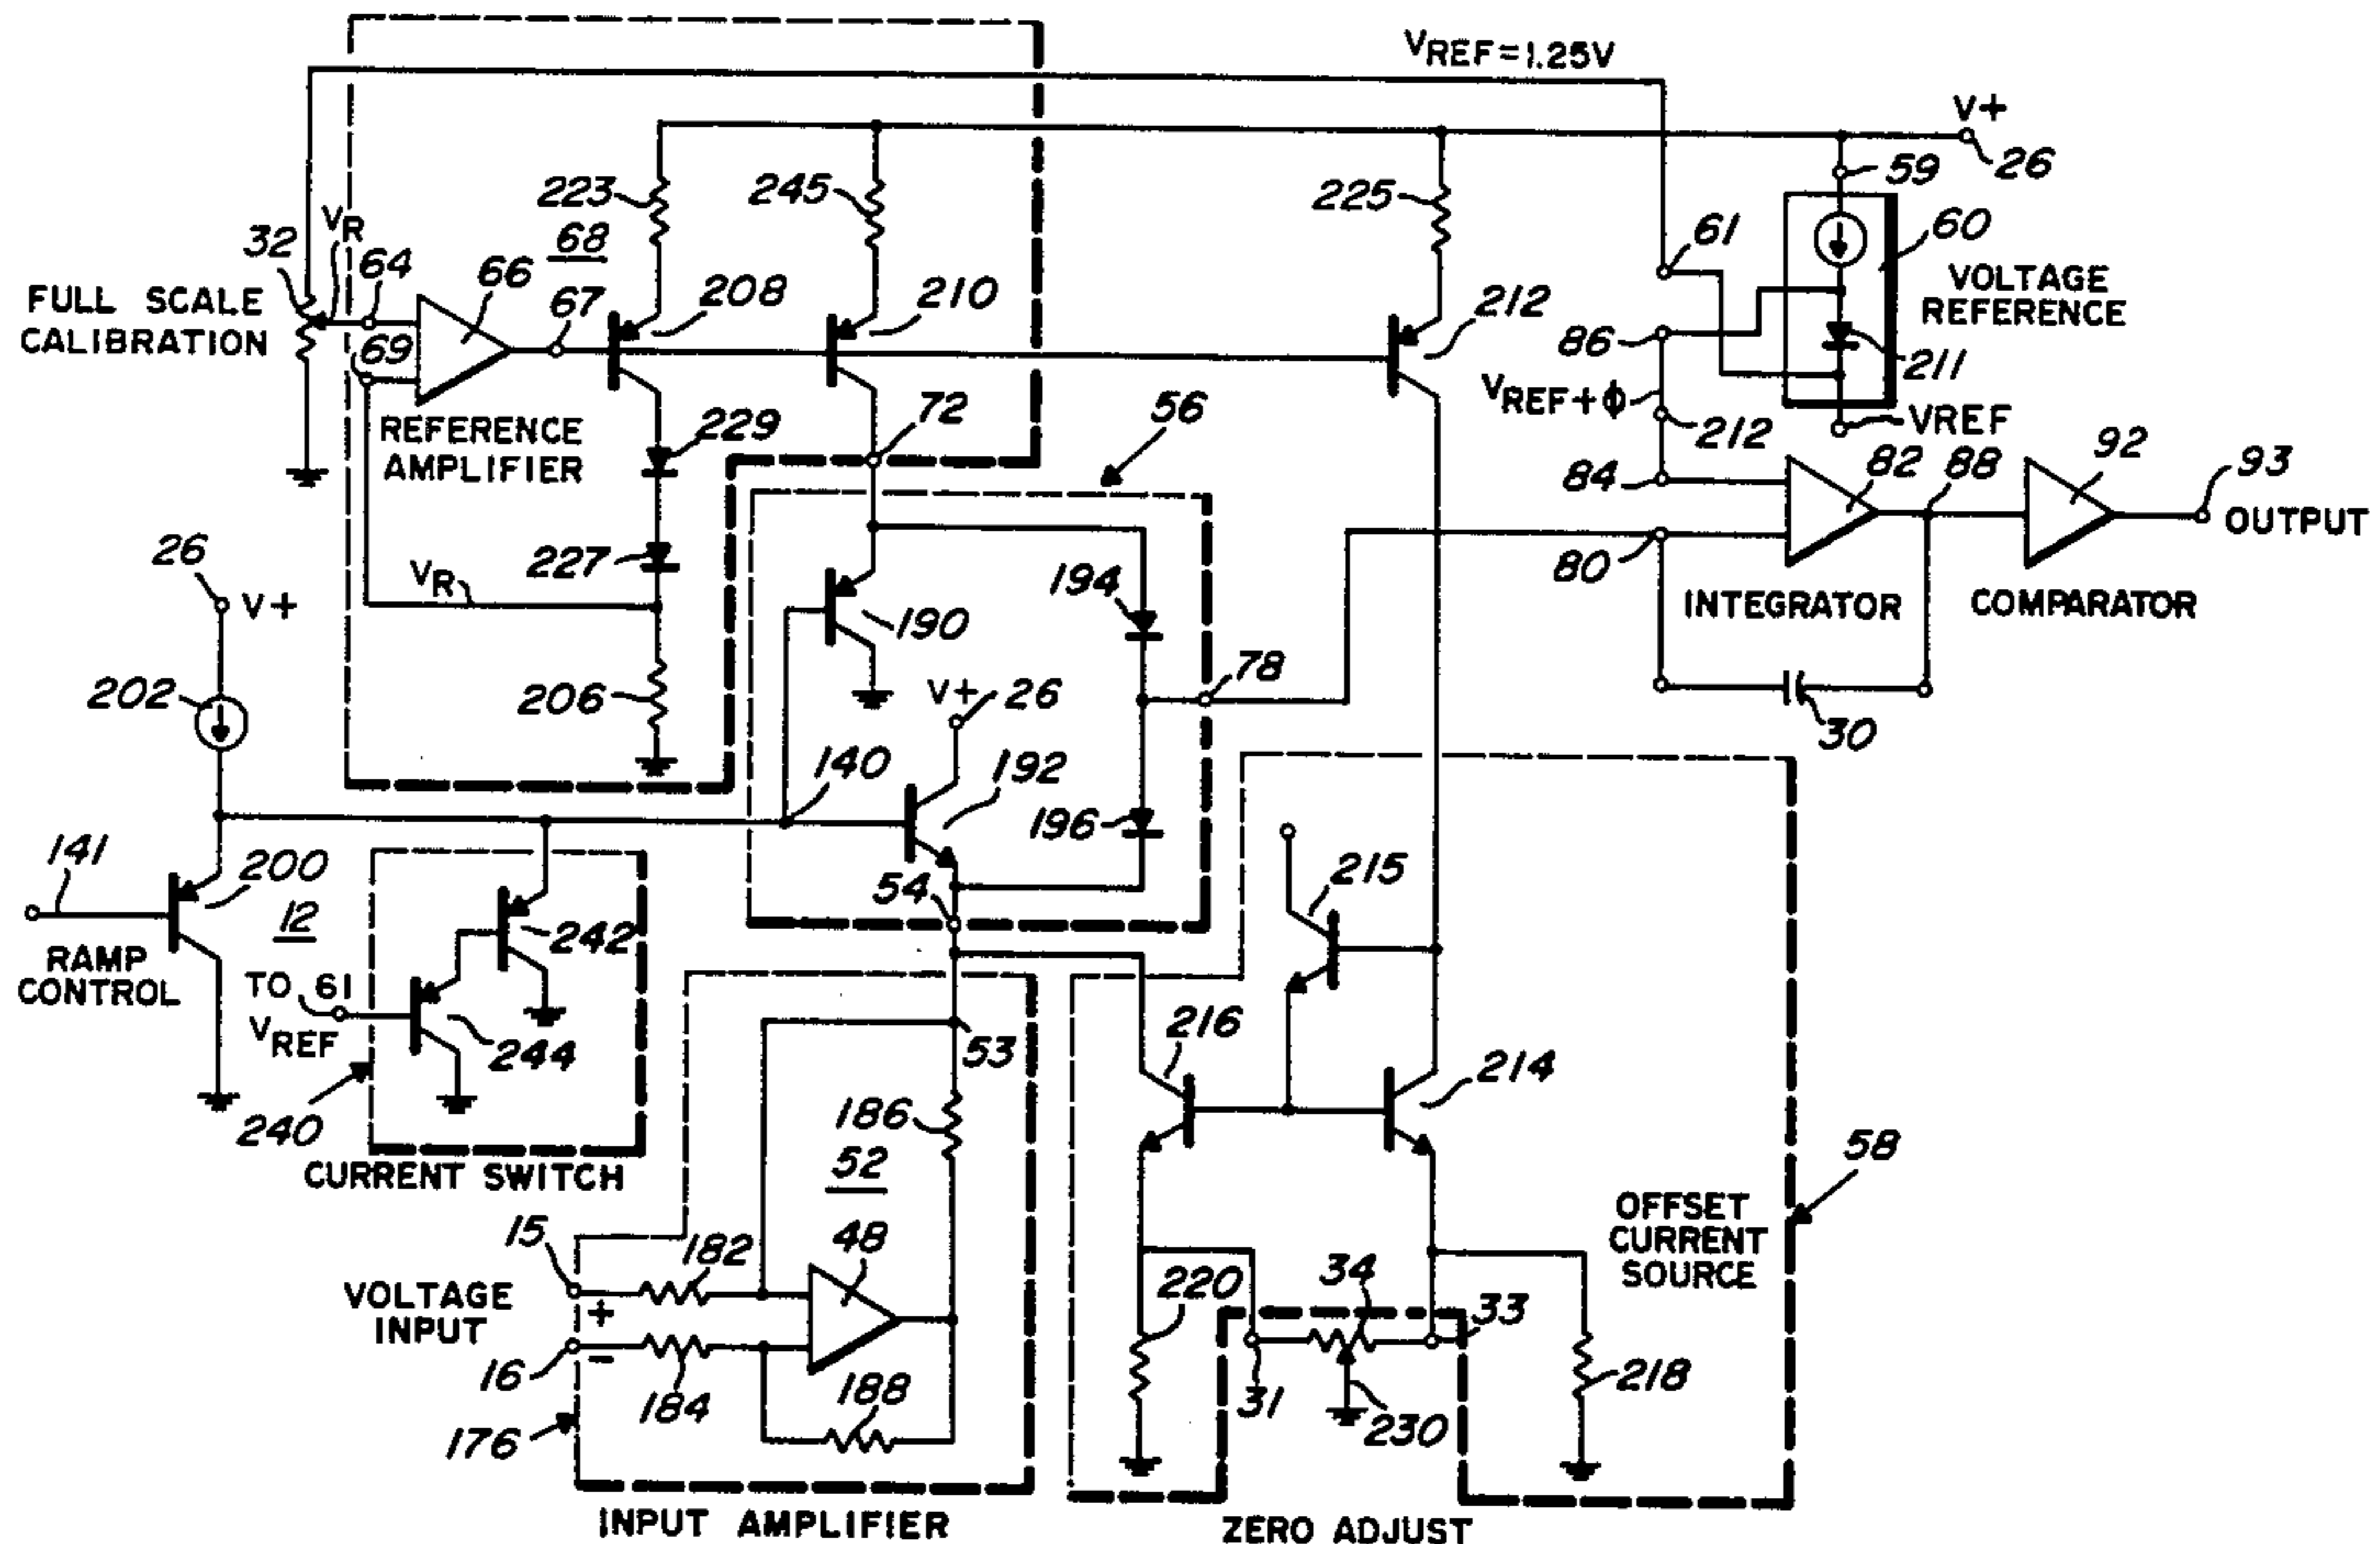 VREF=1.25V
V+
26
59
223
245
225
61
60
32
VR
64
68
66
67
208
210
212
VOLTAGE
REFERENCE
FULL SCALE
CALIBRATION
69
86
211
VREF+ϕ
212
VREF
REFERENCE
AMPLIFIER
229
72
56
84
82
88
92
93
OUTPUT
26
V+
VR
227
190
194
80
INTEGRATOR
COMPARATOR
202
206
V+
26
78
30
140
192
196
141
200
12
54
215
RAMP
CONTROL
242
TO 61
VREF
244
53
216
214
240
CURRENT SWITCH
186
52
58
15
182
48
OFFSET
CURRENT
SOURCE
VOLTAGE
INPUT
+
-
220
34
33
16
184
188
31
230
218
176
INPUT AMPLIFIER
ZERO ADJUST